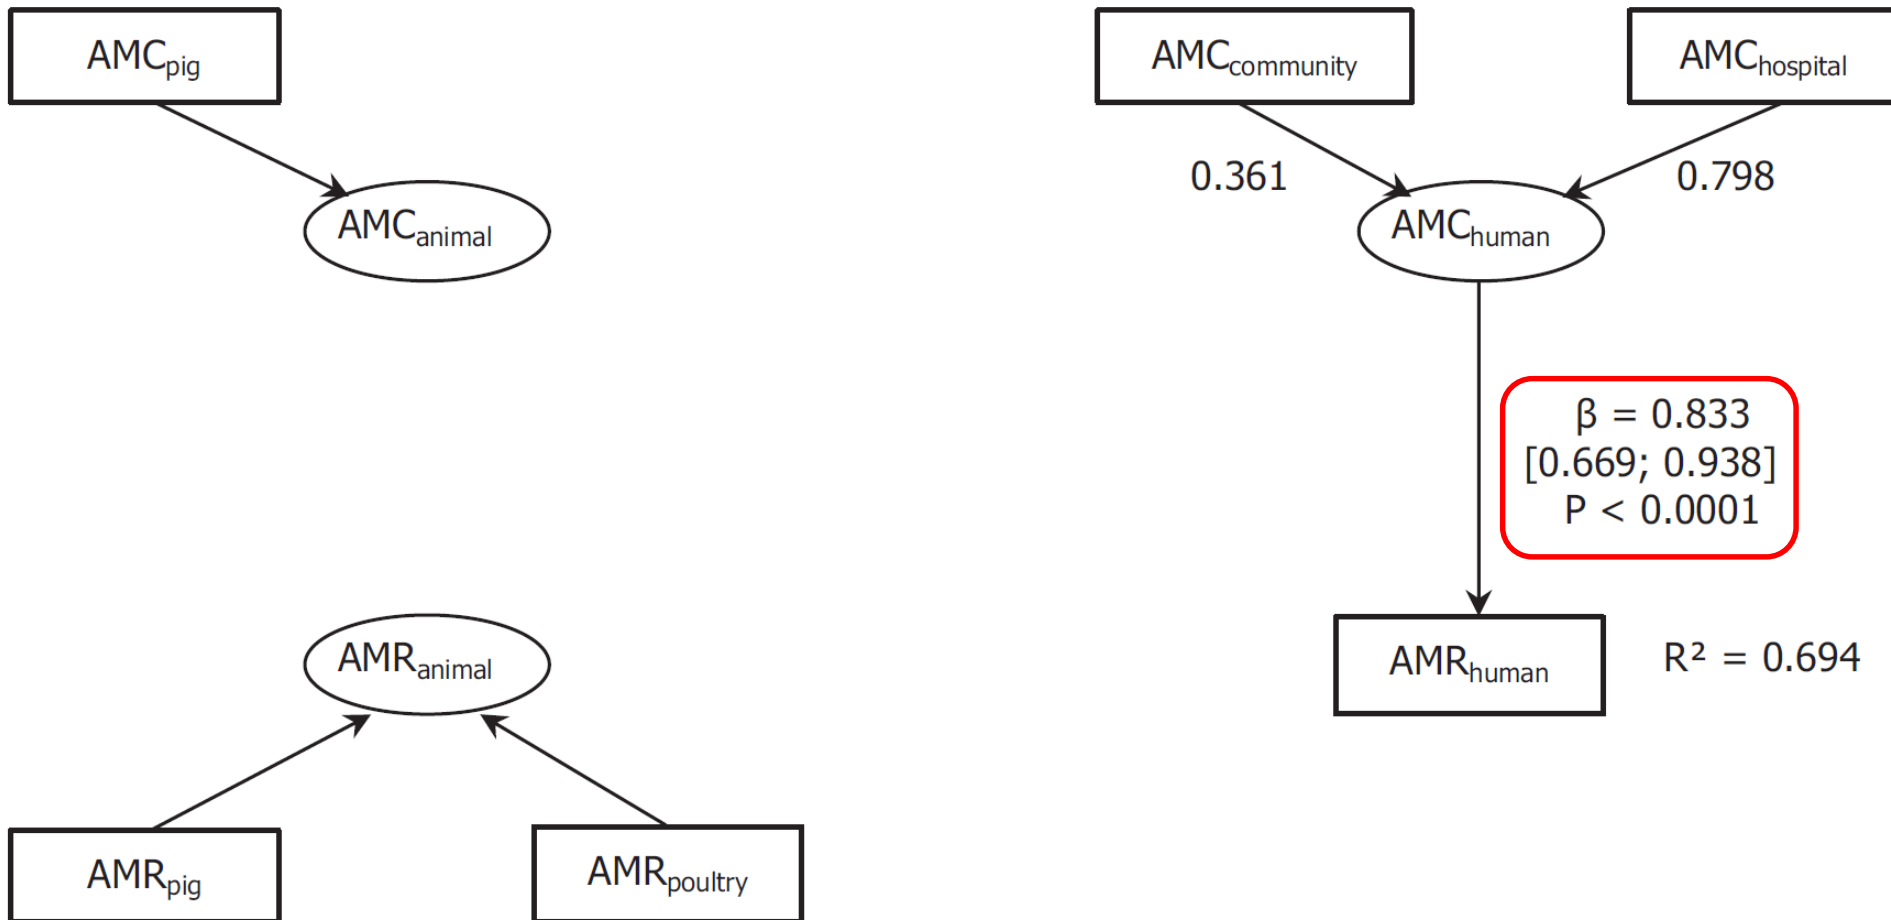 AMCpig
AMCcommunity
AMChospital
0.361
0.798
AMCanimal
AMChuman
β = 0.833
[0.669; 0.938]
P < 0.0001
AMRanimal
AMRhuman
R² = 0.694
AMRpig
AMRpoultry